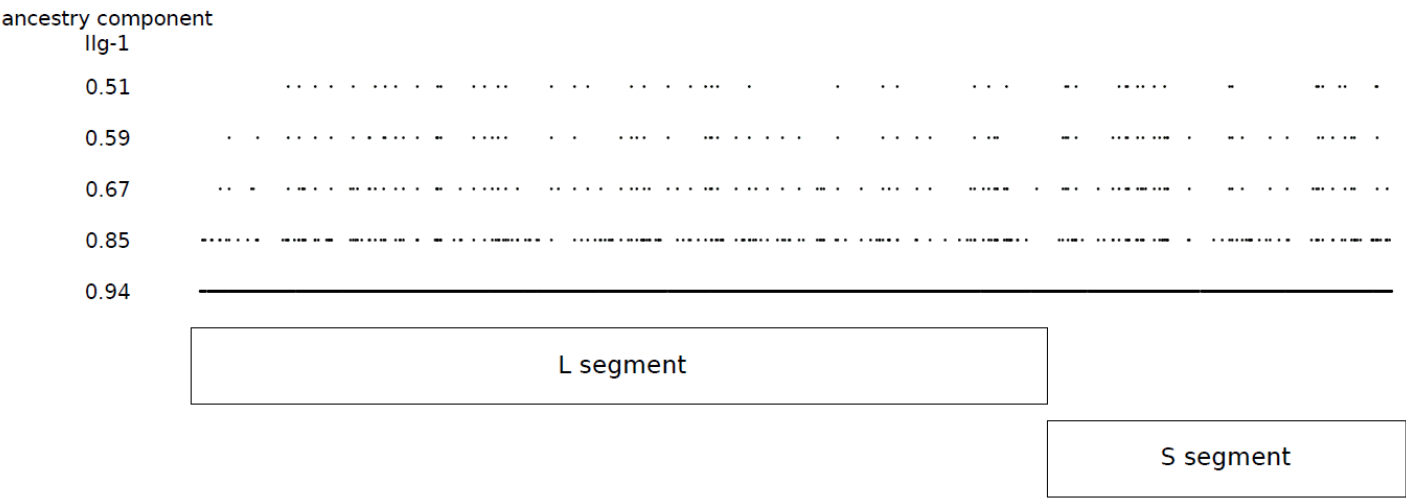 ancestry component
IIg-1
0.51
0.59
0.67
0.85
0.94
L segment
S segment